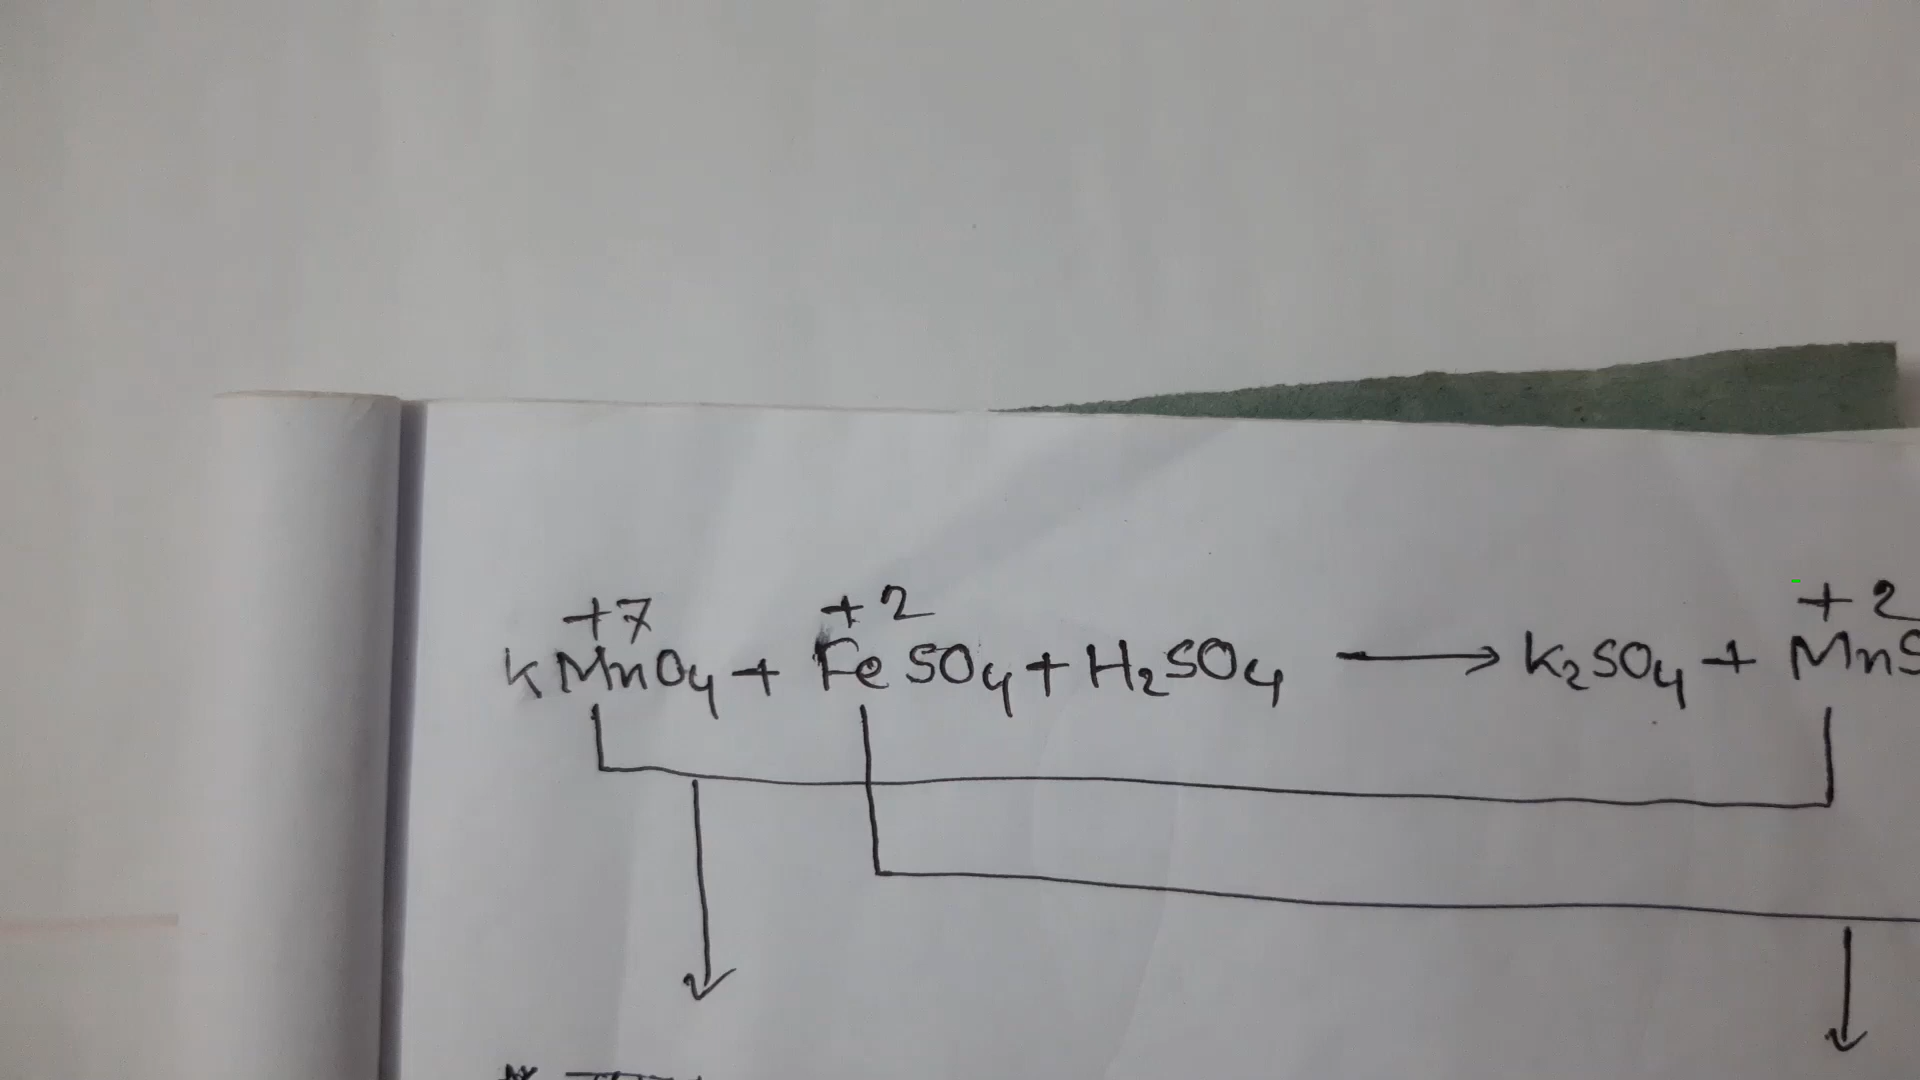 +7 +2 +2
KMnO4 + FeSO4 + H2SO4 ⟶ K2SO4 + MnS